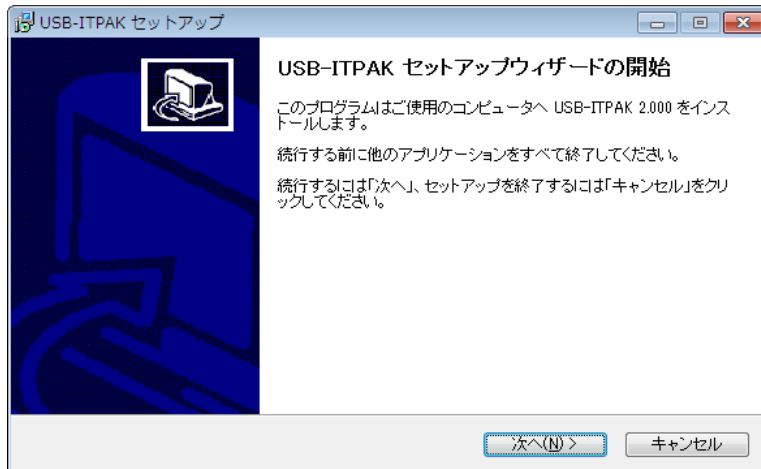 USB-ITPAK セットアップ
USB-ITPAK セットアップウィザードの開始
このプログラムはご使用のコンピュータへ USB-ITPAK 2.000 をインス
トールします。
続行する前に他のアプリケーションをすべて終了してください。
続行するには「次へ」、セットアップを終了するには「キャンセル」をクリ
ックしてください。
次へ(N) >
キャンセル